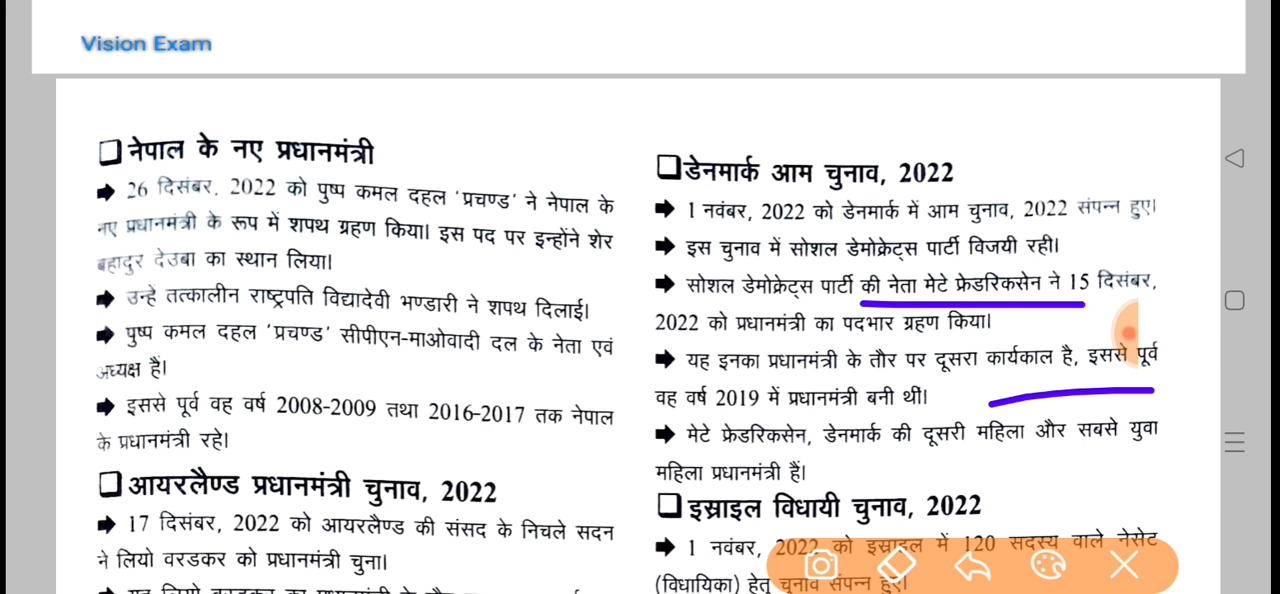 Vision Exam
नेपाल के नए प्रधानमंत्री
26 दिसंबर, 2022 को पुष्प कमल दहल 'प्रचण्ड' ने नेपाल के
नए प्रधानमंत्री के रूप में शपथ ग्रहण किया। इस पद पर इन्होंने शेर
बहादुर देउबा का स्थान लिया।
उन्हें तत्कालीन राष्ट्रपति विद्यादेवी भण्डारी ने शपथ दिलाई।
पुष्प कमल दहल 'प्रचण्ड' सीपीएन-माओवादी दल के नेता एवं
अध्यक्ष हैं।
इससे पूर्व वह वर्ष 2008-2009 तथा 2016-2017 तक नेपाल
के प्रधानमंत्री रहे।
आयरलैण्ड प्रधानमंत्री चुनाव, 2022
17 दिसंबर, 2022 को आयरलैण्ड की संसद के निचले सदन
ने लियो वरडकर को प्रधानमंत्री चुना।
डेनमार्क आम चुनाव, 2022
1 नवंबर, 2022 को डेनमार्क में आम चुनाव, 2022 संपन्न हुए।
इस चुनाव में सोशल डेमोक्रेट्स पार्टी विजयी रही।
सोशल डेमोक्रेट्स पार्टी की नेता मेटे फ्रेडरिकसेन ने 15 दिसंबर,
2022 को प्रधानमंत्री का पदभार ग्रहण किया।
यह इनका प्रधानमंत्री के तौर पर दूसरा कार्यकाल है, इससे पूर्व
वह वर्ष 2019 में प्रधानमंत्री बनी थीं।
मेटे फ्रेडरिकसेन, डेनमार्क की दूसरी महिला और सबसे युवा
महिला प्रधानमंत्री हैं।
इस्राइल विधायी चुनाव, 2022
1 नवंबर, 2022 को इस्राइल में 120 सदस्य वाले नेसेट
(विधायिका) हेतु चुनाव संपन्न हुए।